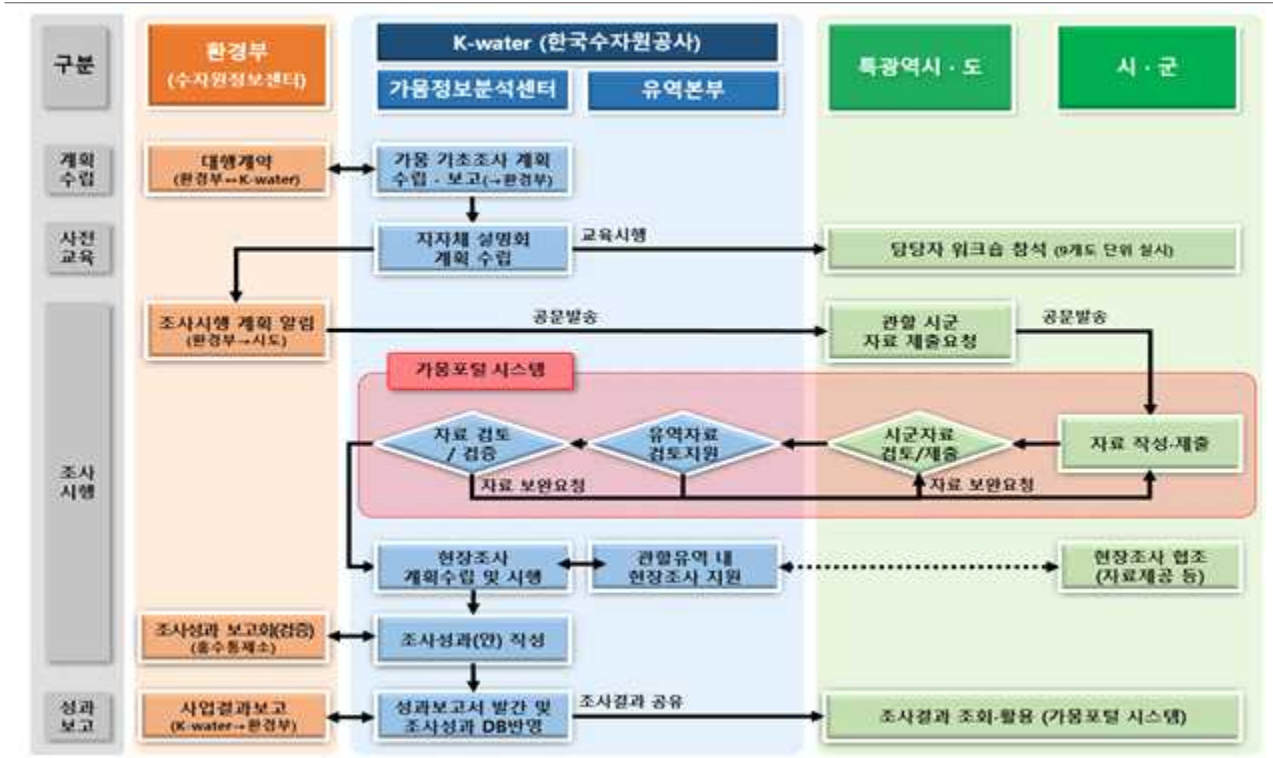 구분
환경부
(수자원정보센터)
K-water (한국수자원공사)
가뭄정보분석센터
유역본부
특광역시 · 도
시 · 군
계획
수립
대행계약
(환경부↔K-water)
가뭄 기초조사 계획
수립 · 보고(→환경부)
사전
교육
지자체 설명회
계획 수립
교육시행
담당자 워크숍 참석 (9개도 단위 실시)
조사
시행
조사시행 계획 알림
(환경부→시도)
공문발송
관할 시군
자료 제출요청
공문발송
가뭄포털 시스템
자료 검토
/ 검증
유역자료
검토지원
시군자료
검토/제출
자료 작성·제출
자료 보완요청
자료 보완요청
현장조사
계획수립 및 시행
관할유역 내
현장조사 지원
현장조사 협조
(자료제공 등)
조사성과 보고회(검증)
(홍수통제소)
조사성과(안) 작성
성과
보고
사업결과보고
(K-water→환경부)
성과보고서 발간 및
조사성과 DB반영
조사결과 공유
조사결과 조회·활용 (가뭄포털 시스템)